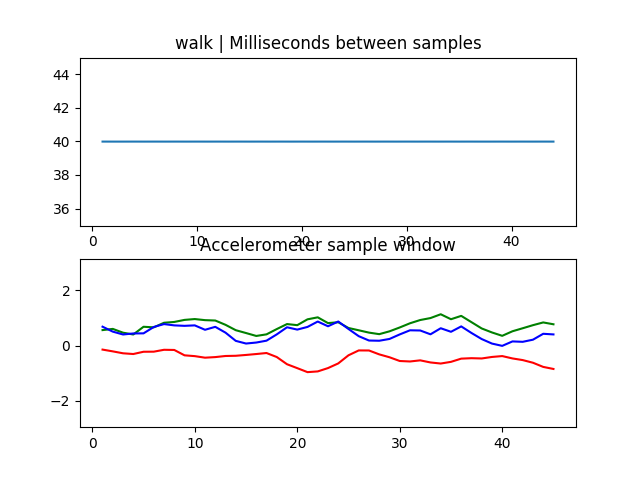 walk | Milliseconds between samples
44
42
40
38
36
0 10 20 30 40
Accelerometer sample window
2
0
−2
0 10 20 30 40